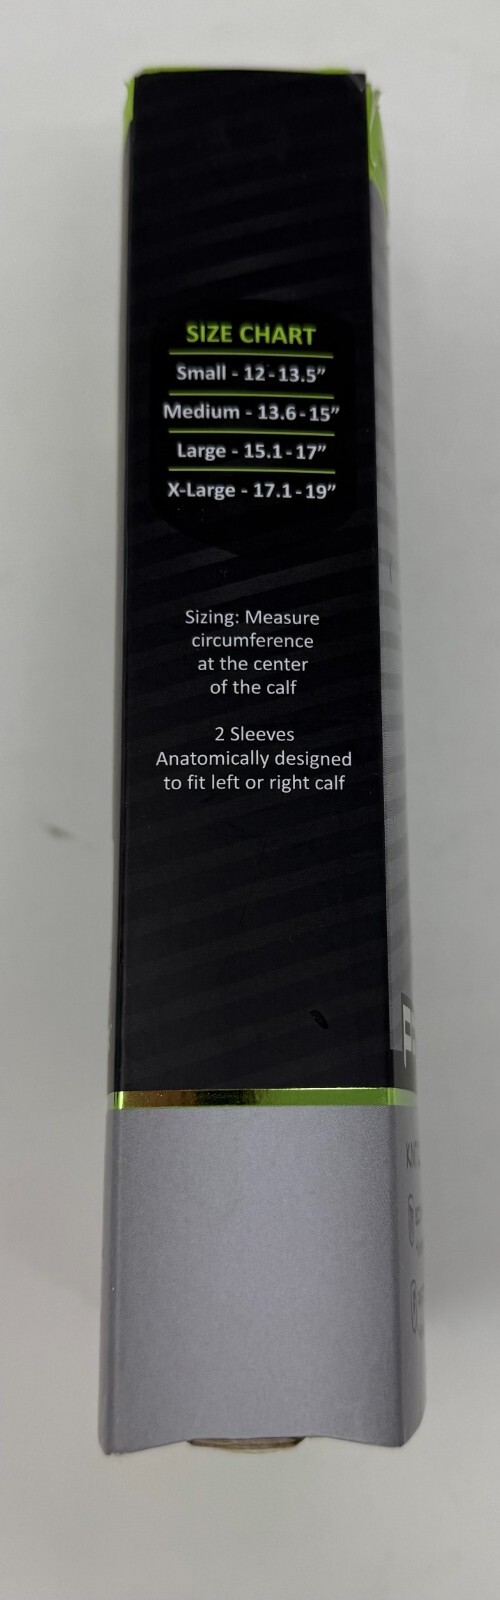 SIZE CHART
Small - 12-13.5”
Medium - 13.6-15”
Large - 15.1-17”
X-Large - 17.1-19”
Sizing: Measure
circumference
at the center
of the calf
2 Sleeves
Anatomically designed
to fit left or right calf